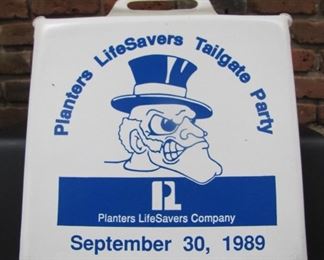 Planters LifeSavers Tailgate Party
Planters LifeSavers Company
September 30, 1989